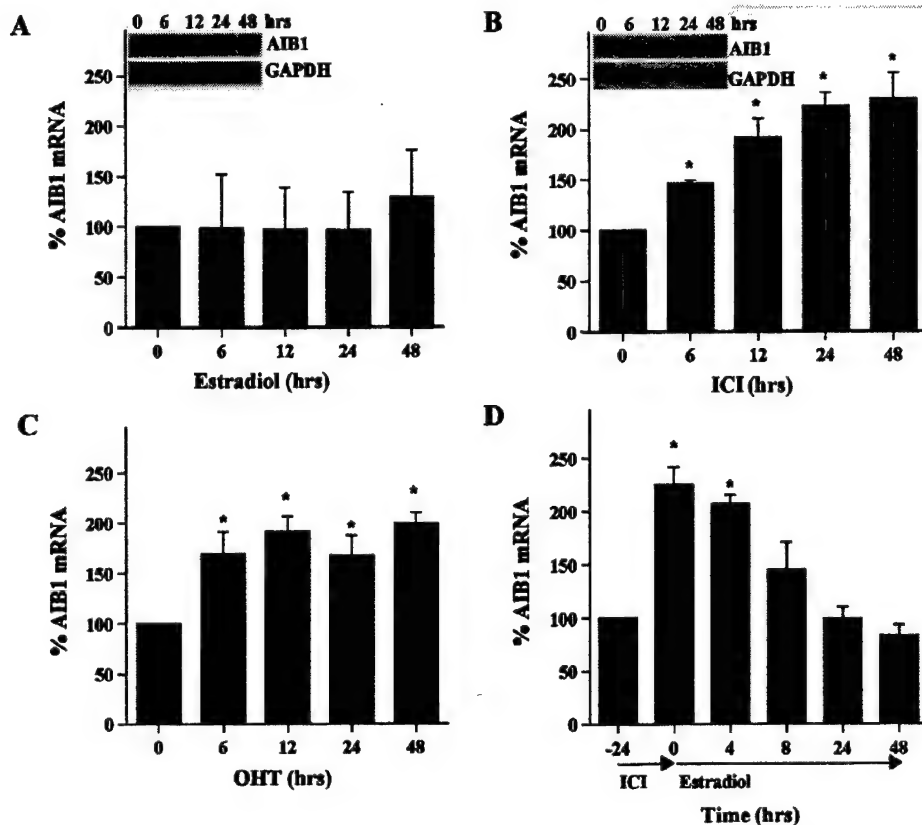 A
0 6 12 24 48 hrs
AIB1
GAPDH
% AIB1 mRNA
250
200
150
100
50
0
0 6 12 24 48
Estradiol (hrs)
B
0 6 12 24 48 hrs
AIB1
GAPDH
* * * *
% AIB1 mRNA
250
200
150
100
50
0
0 6 12 24 48
ICI (hrs)
C
* * * *
% AIB1 mRNA
250
200
150
100
50
0
0 6 12 24 48
OHT (hrs)
D
* *
% AIB1 mRNA
250
200
150
100
50
0
-24 0 4 8 24 48
ICI Estradiol
Time (hrs)